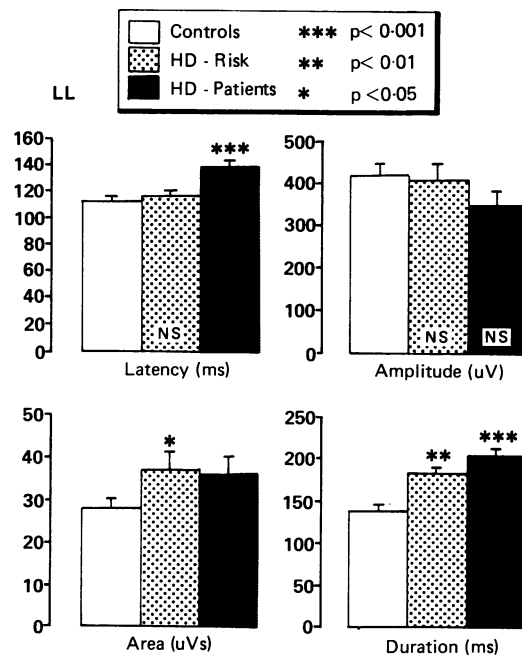 Controls *** p< 0·001
HD - Risk ** p< 0·01
HD - Patients * p <0·05
LL
160
140
120
100
80
60
40
20
0
***
NS
Latency (ms)
400
300
200
100
0
NS
NS
Amplitude (uV)
50
40
30
20
10
0
*
Area (uVs)
250
200
150
100
50
0
**
***
Duration (ms)